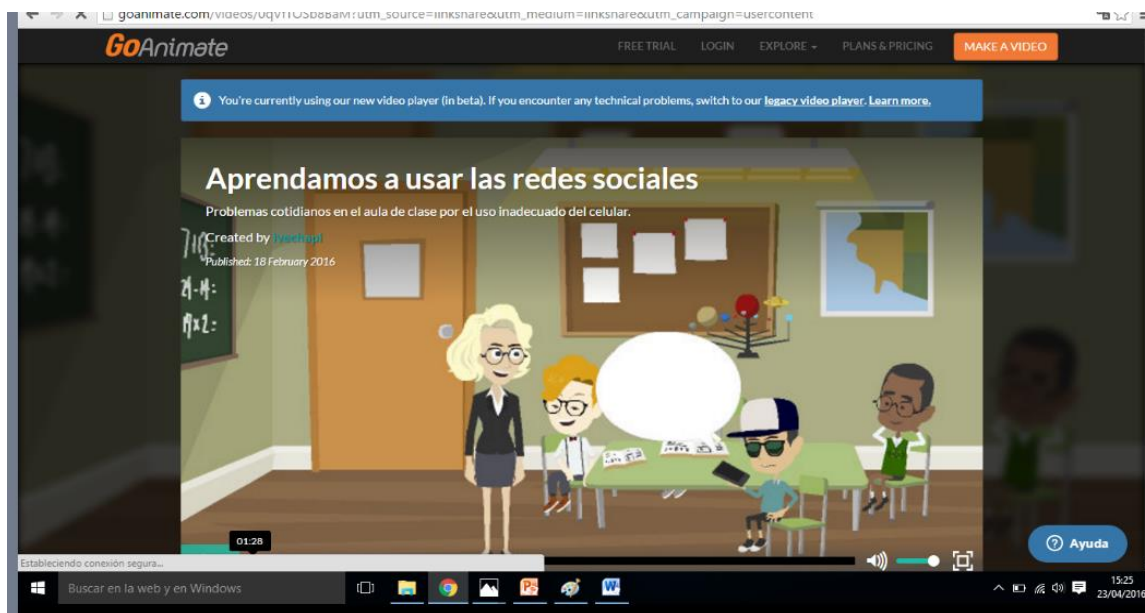 goanimate.com/videos/
utm_source=linkshare&utm_medium=linkshare&utm_campaign=usercontent
GoAnimate
FREE TRIAL LOGIN EXPLORE PLANS & PRICING MAKE A VIDEO
You're currently using our new video player (in beta). If you encounter any technical problems, switch to our legacy video player. Learn more.
Aprendamos a usar las redes sociales
Problemas cotidianos en el aula de clase por el uso inadecuado del celular.
Created by
Published: 18 February 2016
01:28
Ayuda
Estableciendo conexión segura...
Buscar en la web y en Windows
15:25
23/04/2016